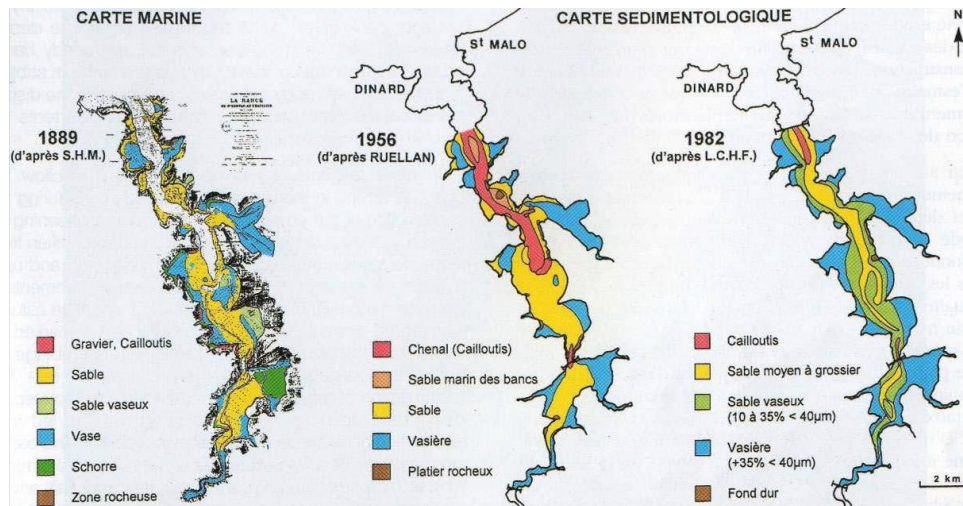 CARTE MARINE
CARTE SEDIMENTOLOGIQUE
N
St MALO
DINARD
LA RANCE
1889
(d'après S.H.M.)
1956
(d'après RUELLAN)
1982
(d'après L.C.H.F.)
Gravier, Cailloutis
Sable
Sable vaseux
Vase
Schorre
Zone rocheuse
Chenal (Cailloutis)
Sable marin des bancs
Sable
Vasière
Platier rocheux
St MALO
DINARD
Cailloutis
Sable moyen à grossier
Sable vaseux
(10 à 35% < 40µm)
Vasière
(+35% < 40µm)
Fond dur
2 km